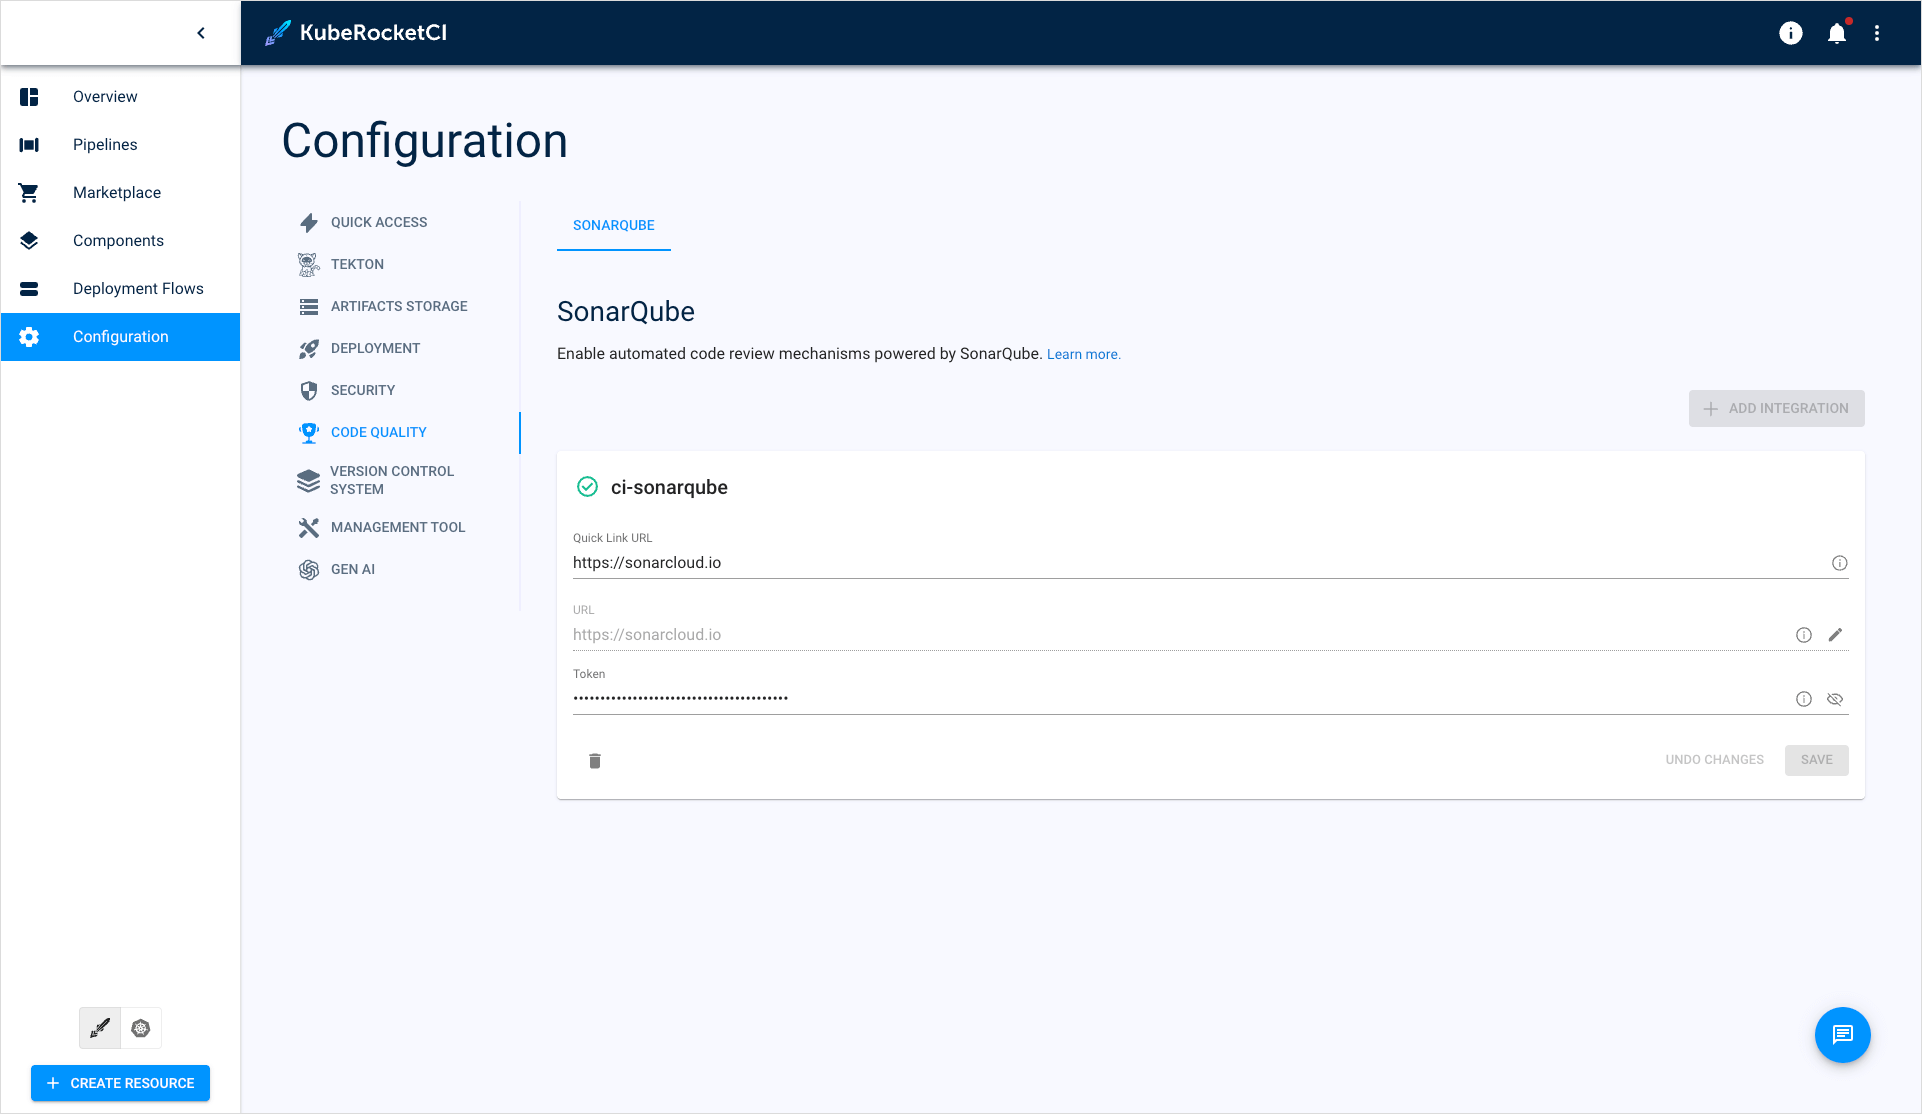 KubeRocketCI
Overview
Pipelines
Marketplace
Components
Deployment Flows
Configuration
CREATE RESOURCE
Configuration
QUICK ACCESS
TEKTON
ARTIFACTS STORAGE
DEPLOYMENT
SECURITY
CODE QUALITY
VERSION CONTROL
SYSTEM
MANAGEMENT TOOL
GEN AI
SONARQUBE
SonarQube
Enable automated code review mechanisms powered by SonarQube. Learn more.
ADD INTEGRATION
ci-sonarqube
Quick Link URL
https://sonarcloud.io
URL
https://sonarcloud.io
Token
••••••••••••••••••••••••••••••••••••••••
UNDO CHANGES
SAVE